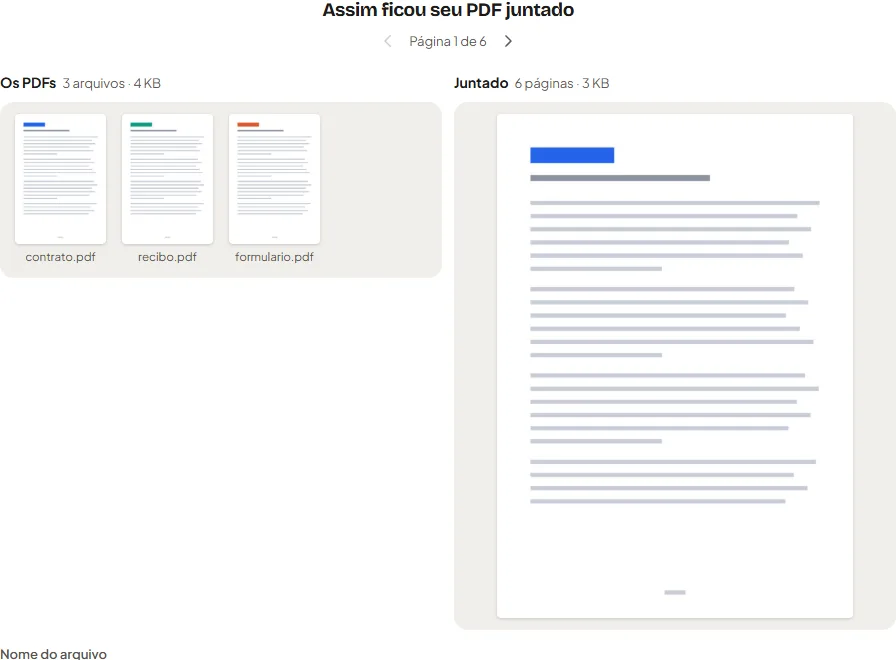 Assim ficou seu PDF juntado
Página 1 de 6
Os PDFs 3 arquivos · 4 KB
contrato.pdf
recibo.pdf
formulario.pdf
Juntado 6 páginas · 3 KB
Nome do arquivo